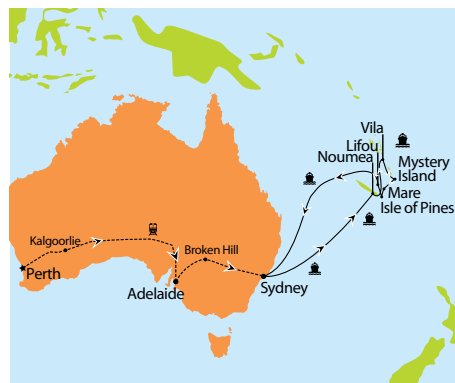 Vila
Lifou
Noumea
Mystery
Island
Mare
Isle of Pines
Kalgoorlie
Broken Hill
Perth
Adelaide
Sydney